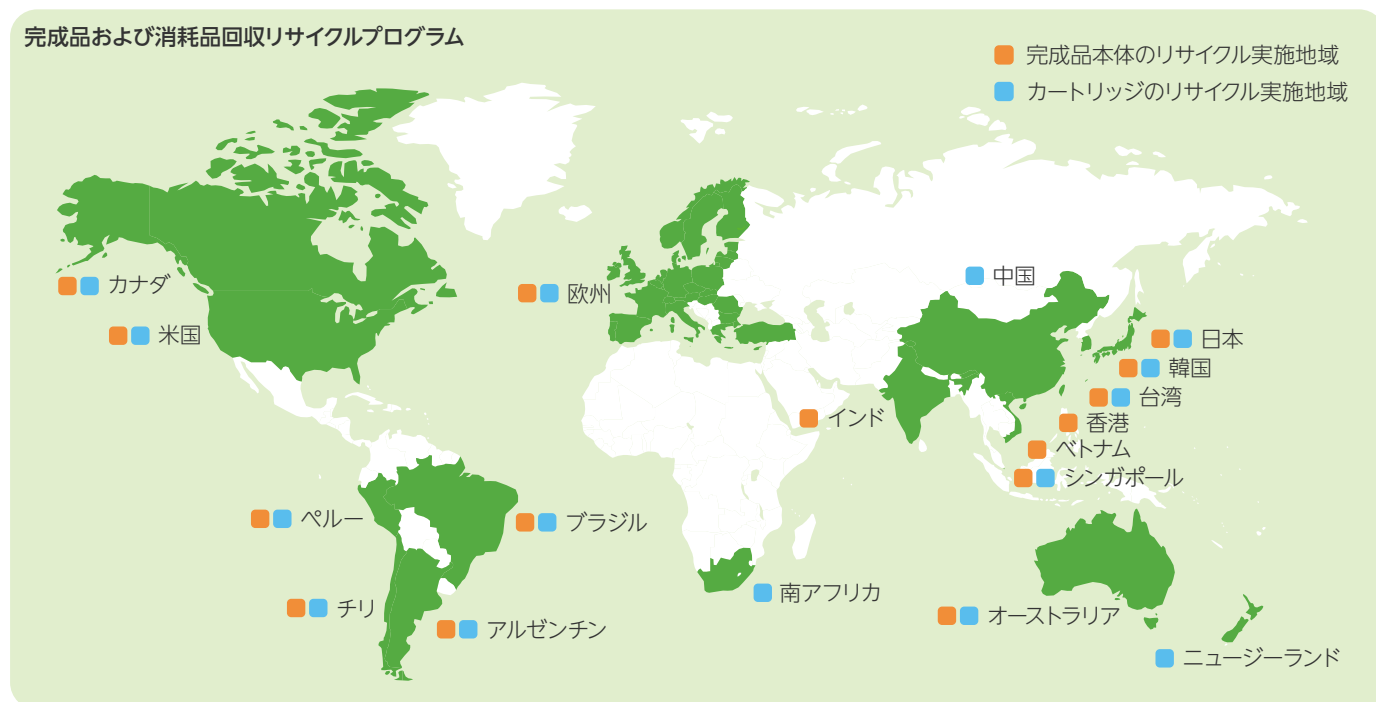 完成品および消耗品回収リサイクルプログラム
完成品本体のリサイクル実施地域
カートリッジのリサイクル実施地域
カナダ
米国
欧州
中国
日本
韓国
台湾
香港
ベトナム
シンガポール
インド
ペルー
ブラジル
チリ
アルゼンチン
南アフリカ
オーストラリア
ニュージーランド